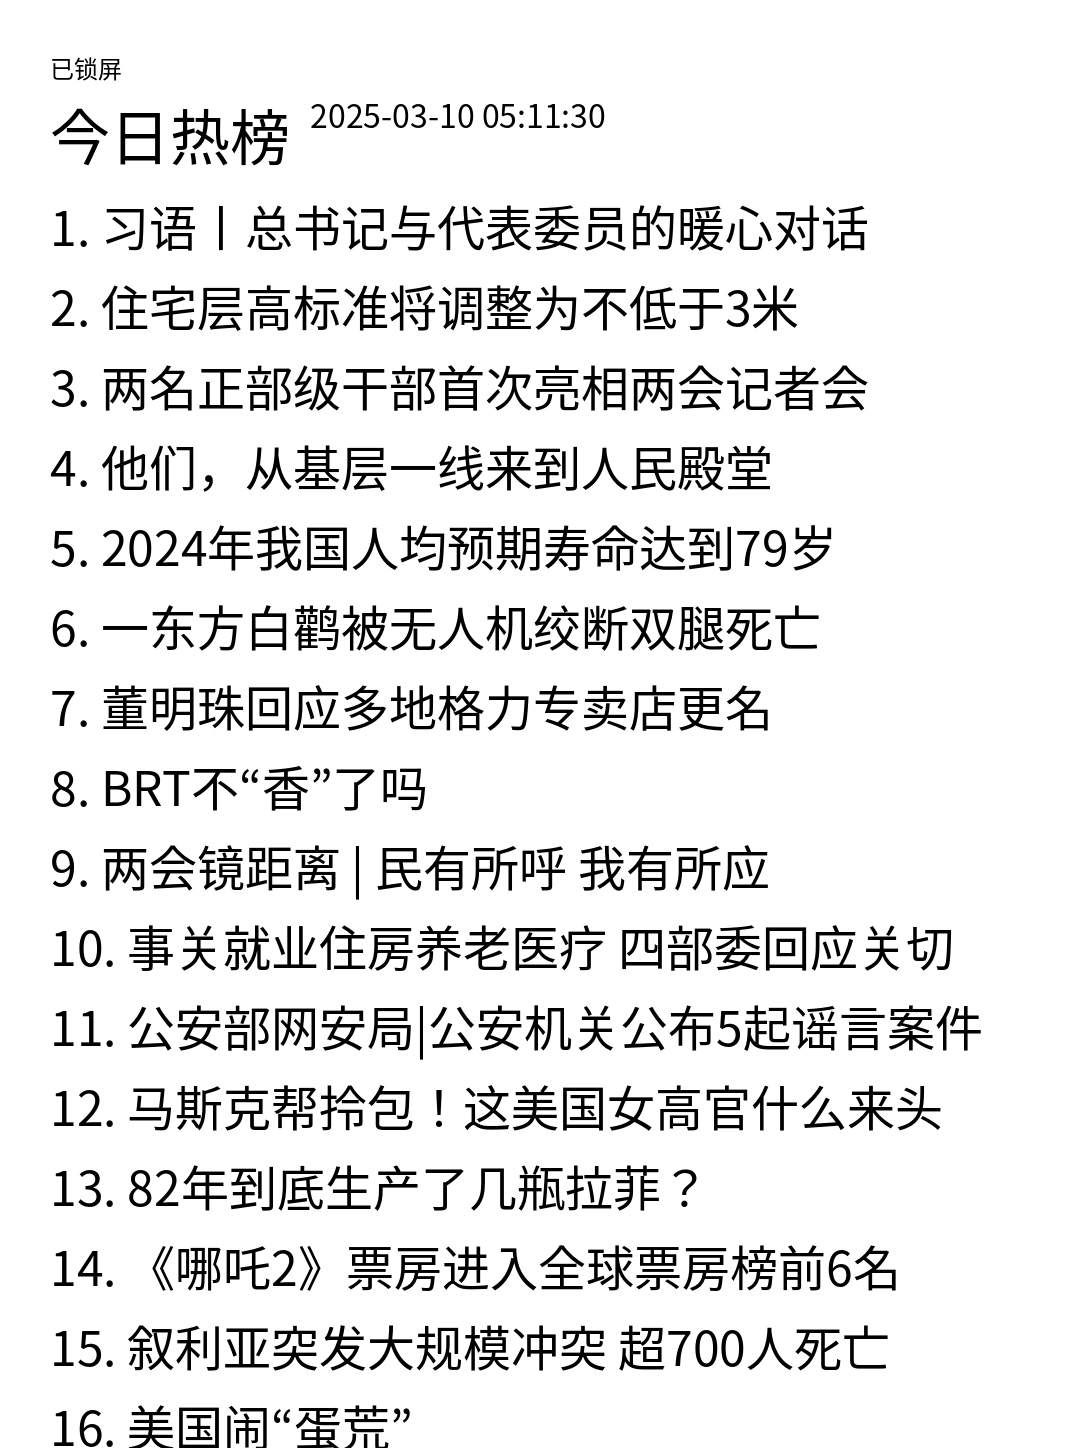 已锁屏
今日热榜 2025-03-10 05:11:30
1. 习语丨总书记与代表委员的暖心对话
2. 住宅层高标准将调整为不低于3米
3. 两名正部级干部首次亮相两会记者会
4. 他们，从基层一线来到人民殿堂
5. 2024年我国人均预期寿命达到79岁
6. 一东方白鹳被无人机绞断双腿死亡
7. 董明珠回应多地格力专卖店更名
8. BRT不“香”了吗
9. 两会镜距离 | 民有所呼 我有所应
10. 事关就业住房养老医疗 四部委回应关切
11. 公安部网安局|公安机关公布5起谣言案件
12. 马斯克帮拎包！这美国女高官什么来头
13. 82年到底生产了几瓶拉菲？
14. 《哪吒2》票房进入全球票房榜前6名
15. 叙利亚突发大规模冲突 超700人死亡
16. 美国闹“蛋荒”